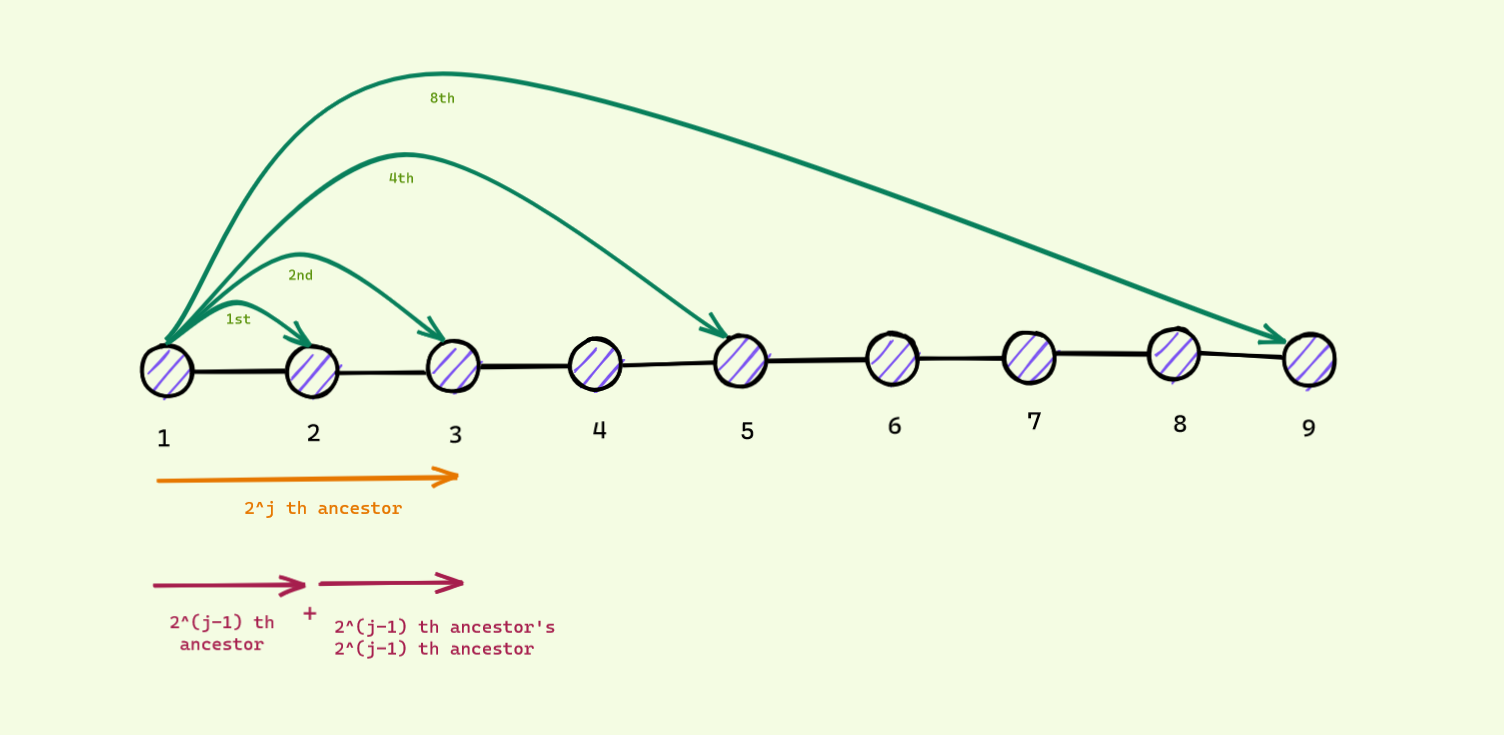 8th
4th
2nd
1st
1 2 3 4 5 6 7 8 9
2^j th ancestor
2^(j-1) th
ancestor
+
2^(j-1) th ancestor's
2^(j-1) th ancestor